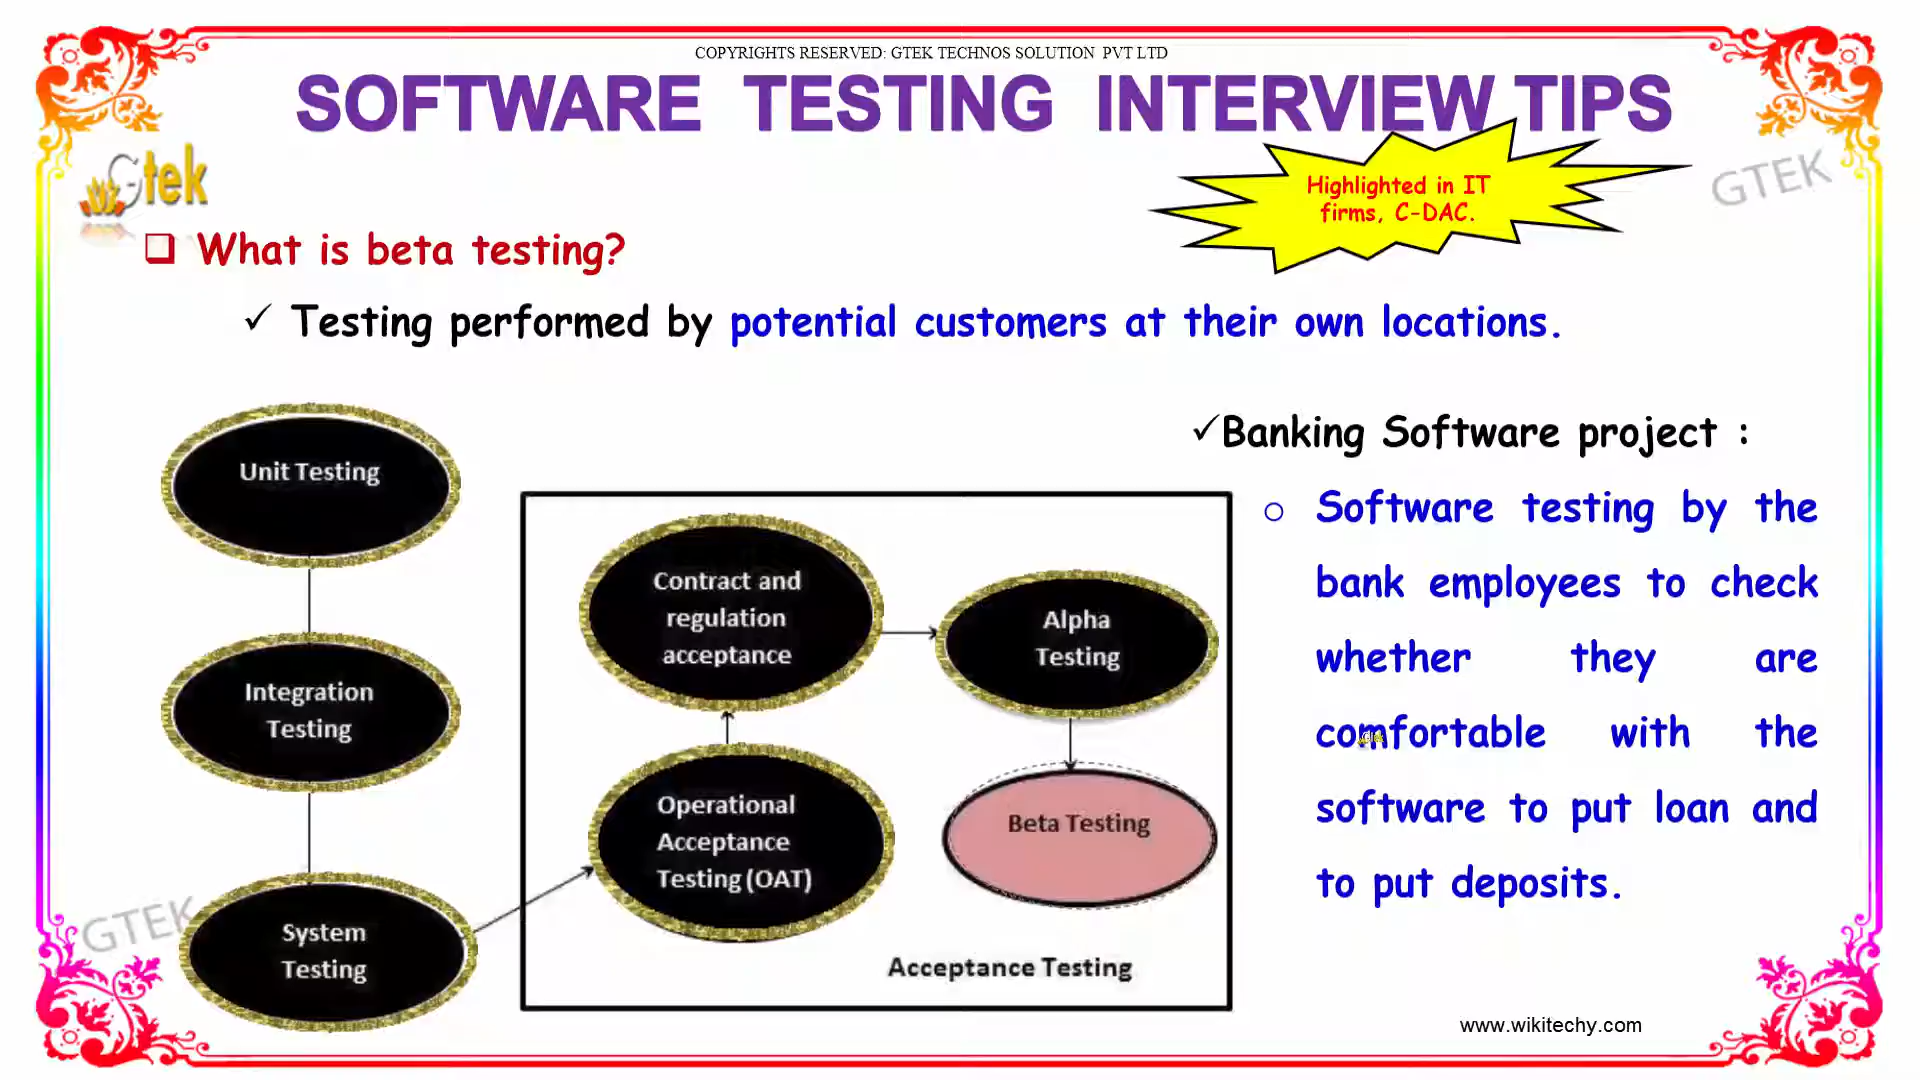 COPYRIGHTS RESERVED: GTEK TECHNOS SOLUTION PVT LTD
SOFTWARE TESTING INTERVIEW TIPS
Gtek
GTEK
Highlighted in IT
firms, C-DAC.
What is beta testing?
Testing performed by potential customers at their own locations.
Unit Testing
Integration
Testing
System
Testing
Contract and
regulation
acceptance
Alpha
Testing
Operational
Acceptance
Testing (OAT)
Beta Testing
Acceptance Testing
Banking Software project :
Software testing by the
bank employees to check
whether they are
comfortable with the
software to put loan and
to put deposits.
GTEK
www.wikitechy.com